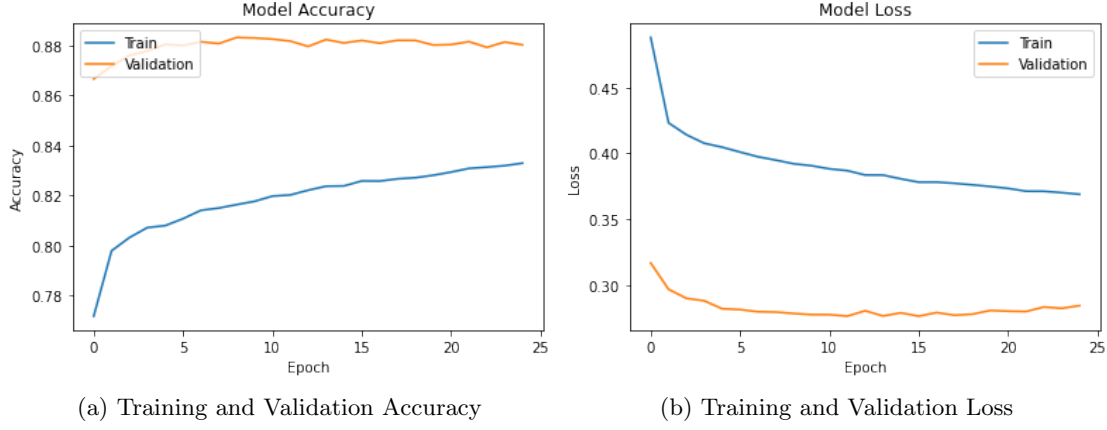 Model Accuracy
Train
Validation
0.88
0.86
0.84
0.82
0.80
0.78
Accuracy
0
5
10
15
20
25
Epoch
(a) Training and Validation Accuracy
Model Loss
Train
Validation
0.45
0.40
0.35
0.30
Loss
0
5
10
15
20
25
Epoch
(b) Training and Validation Loss